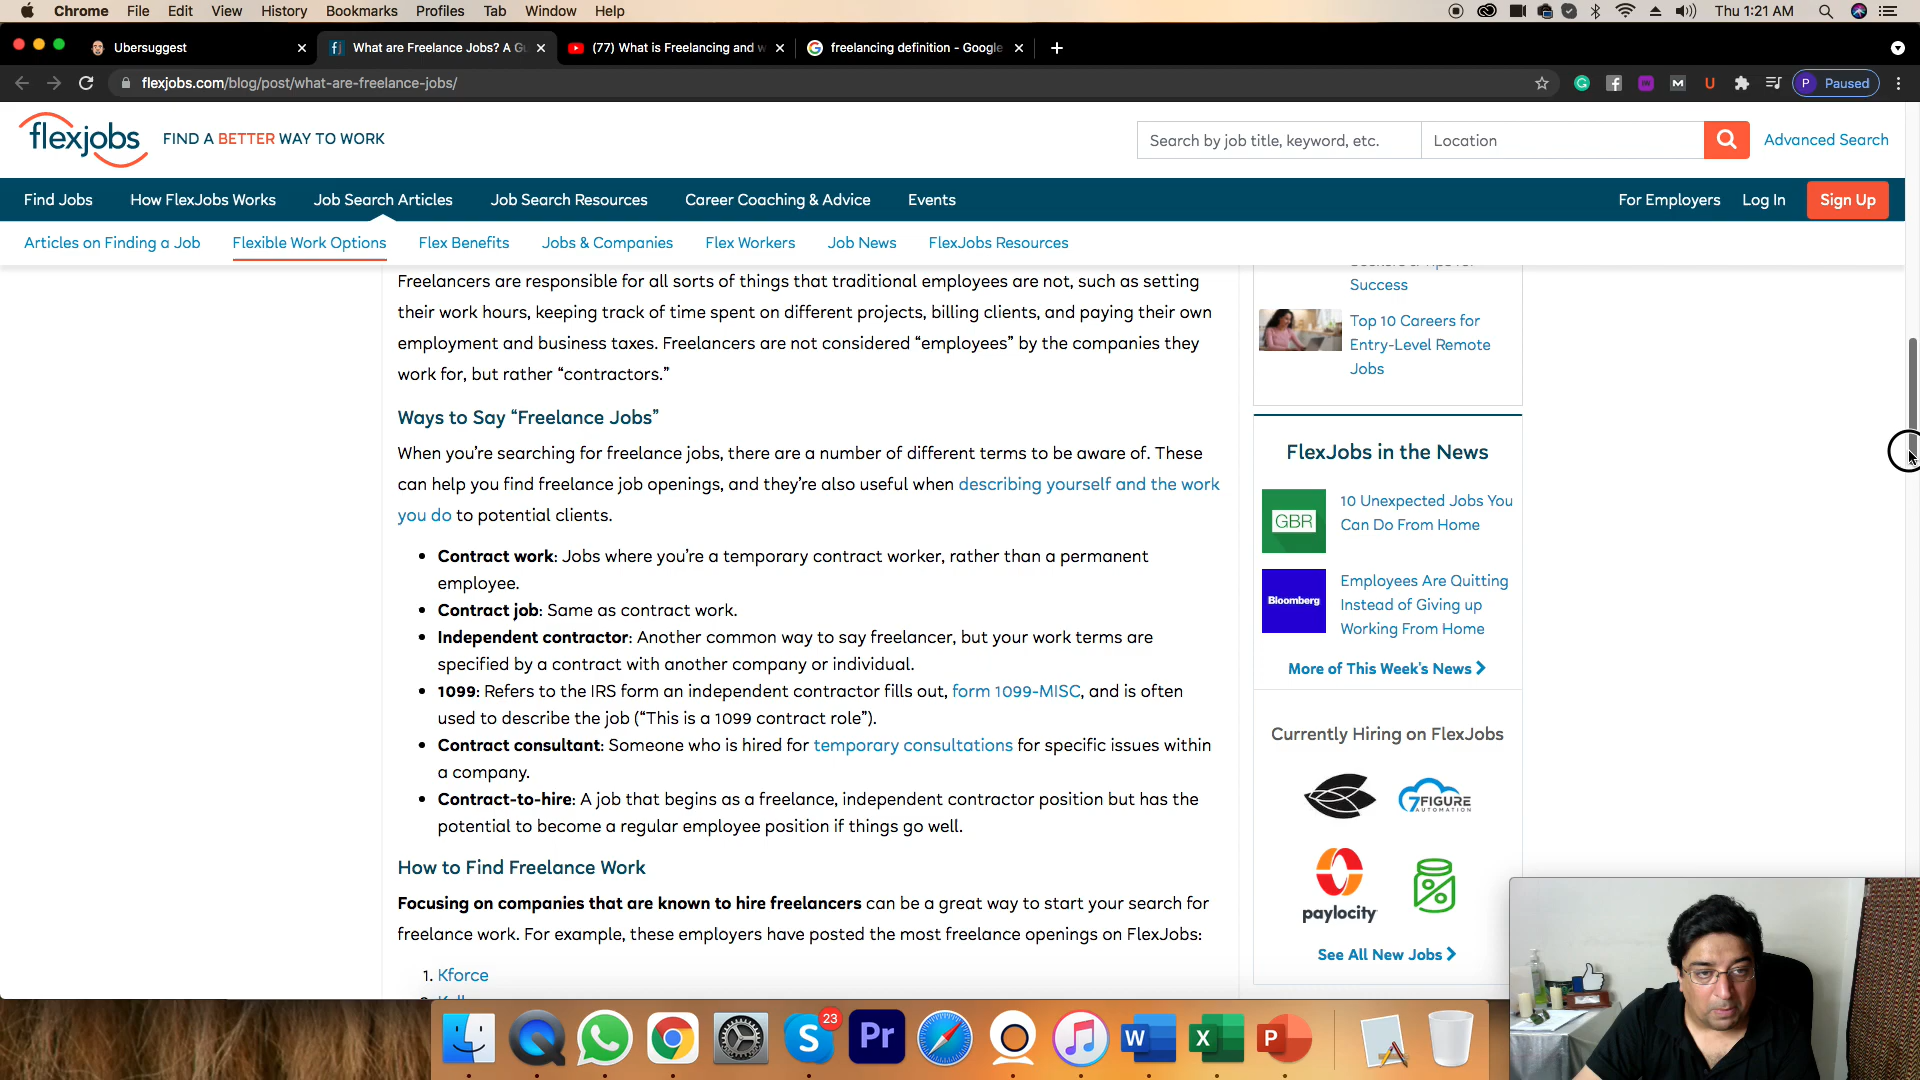 Chrome File Edit View History Bookmarks Profiles Tab Window Help Thu 1:21 AM
Ubersuggest
What are Freelance Jobs? A Gu
(77) What is Freelancing and w
freelancing definition - Google
flexjobs.com/blog/post/what-are-freelance-jobs/
P Paused
flexjobs FIND A BETTER WAY TO WORK
Search by job title, keyword, etc. Location Advanced Search
Find Jobs How FlexJobs Works Job Search Articles Job Search Resources Career Coaching & Advice Events For Employers Log In Sign Up
Articles on Finding a Job Flexible Work Options Flex Benefits Jobs & Companies Flex Workers Job News FlexJobs Resources
Freelancers are responsible for all sorts of things that traditional employees are not, such as setting
their work hours, keeping track of time spent on different projects, billing clients, and paying their own
employment and business taxes. Freelancers are not considered “employees” by the companies they
work for, but rather “contractors.”
Ways to Say “Freelance Jobs”
When you’re searching for freelance jobs, there are a number of different terms to be aware of. These
can help you find freelance job openings, and they’re also useful when describing yourself and the work
you do to potential clients.
• Contract work: Jobs where you’re a temporary contract worker, rather than a permanent
employee.
• Contract job: Same as contract work.
• Independent contractor: Another common way to say freelancer, but your work terms are
specified by a contract with another company or individual.
• 1099: Refers to the IRS form an independent contractor fills out, form 1099-MISC, and is often
used to describe the job (“This is a 1099 contract role”).
• Contract consultant: Someone who is hired for temporary consultations for specific issues within
a company.
• Contract-to-hire: A job that begins as a freelance, independent contractor position but has the
potential to become a regular employee position if things go well.
How to Find Freelance Work
Focusing on companies that are known to hire freelancers can be a great way to start your search for
freelance work. For example, these employers have posted the most freelance openings on FlexJobs:
1. Kforce
Success
Top 10 Careers for
Entry-Level Remote
Jobs
FlexJobs in the News
GBR
10 Unexpected Jobs You
Can Do From Home
Bloomberg
Employees Are Quitting
Instead of Giving up
Working From Home
More of This Week's News
Currently Hiring on FlexJobs
7FIGURE
AUTOMATION
paylocity
See All New Jobs
23
Pr
W
X
P